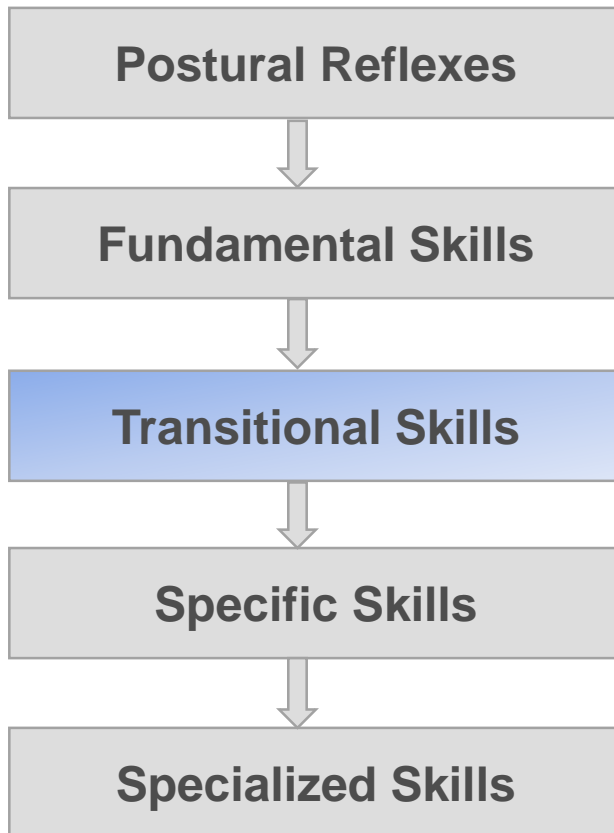 Postural Reflexes
Fundamental Skills
Transitional Skills
Specific Skills
Specialized Skills